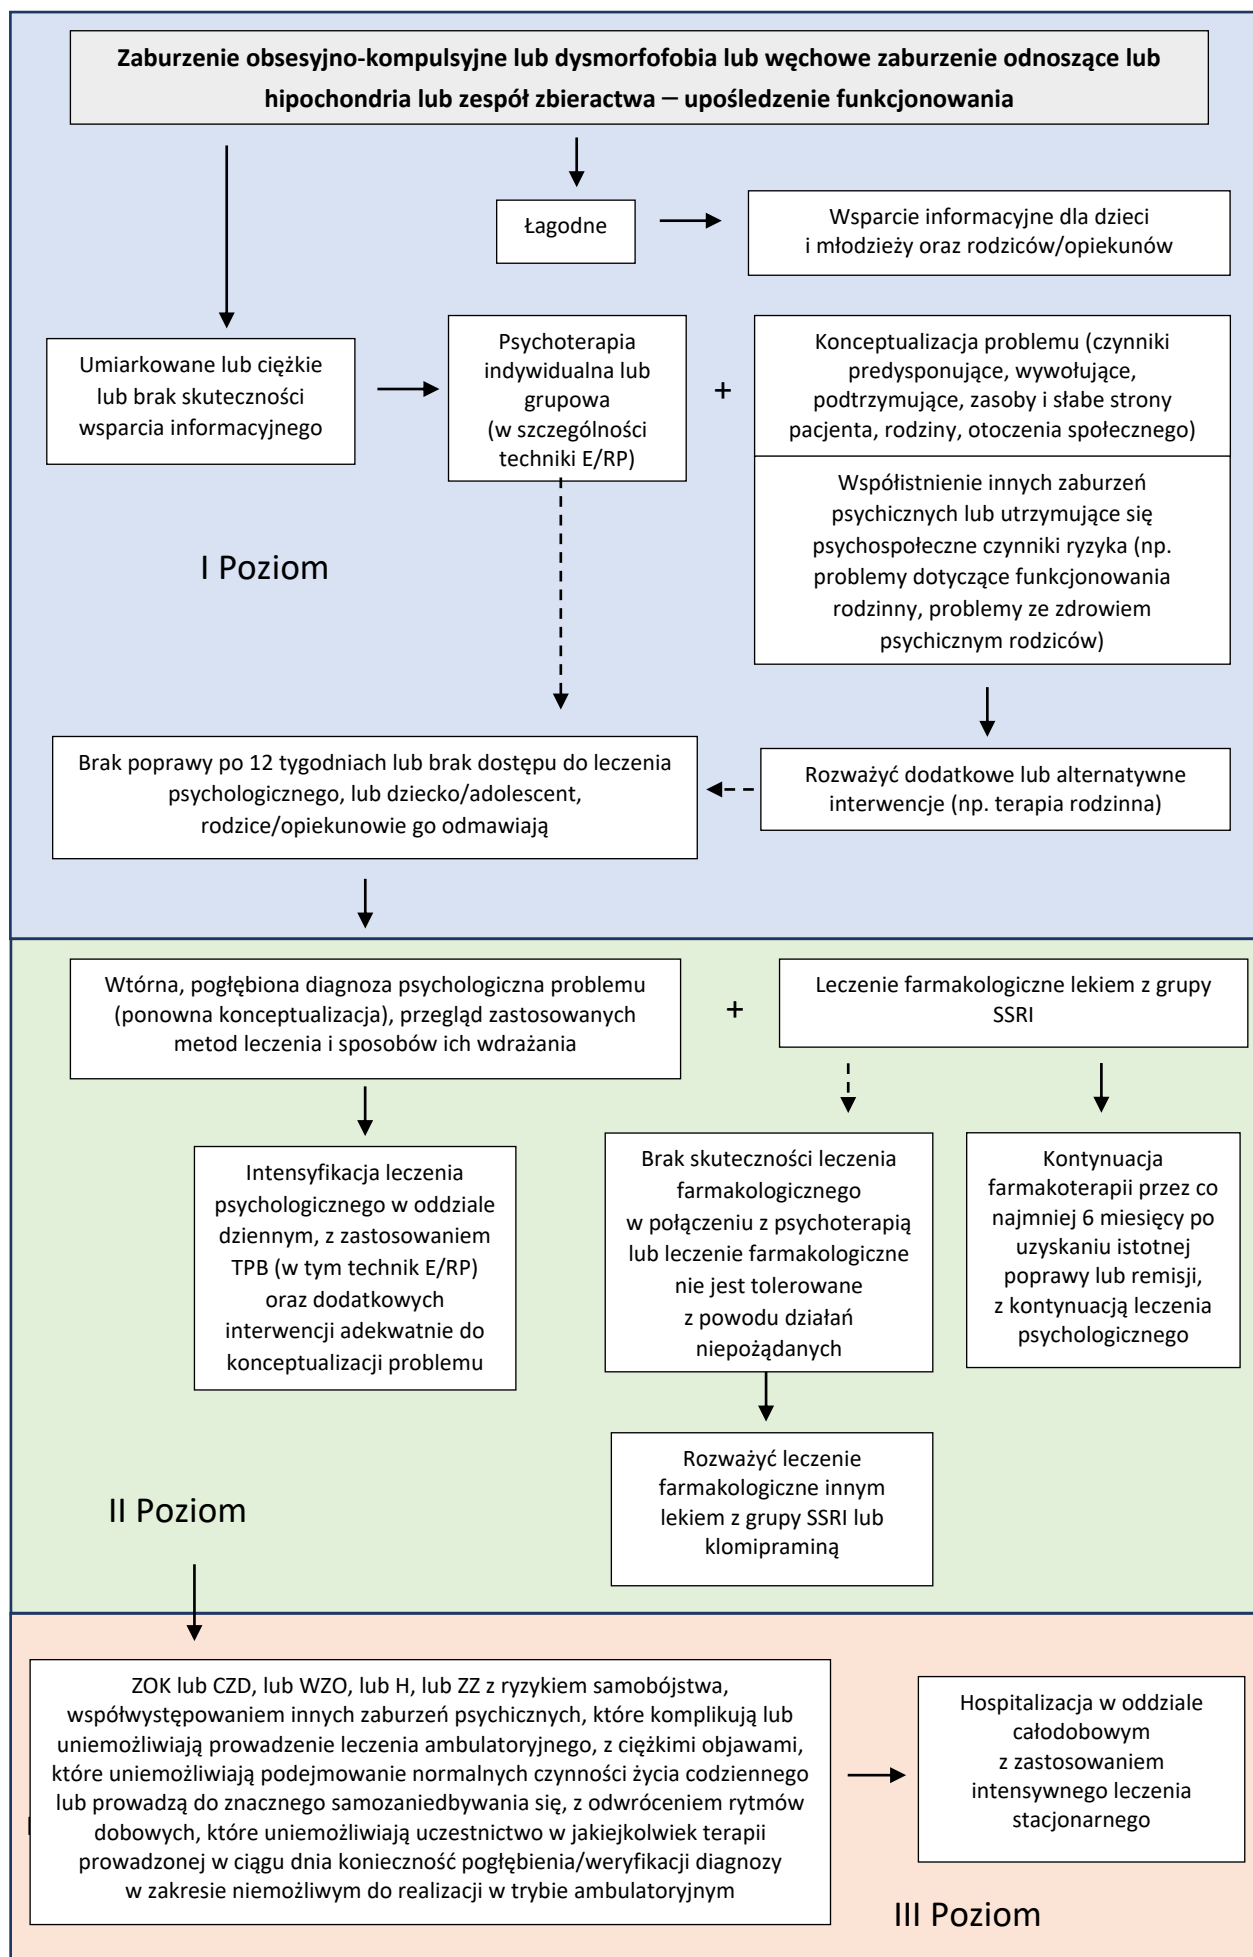 Zaburzenie obsesyjno-kompulsyjne lub dysmorfofobia lub węchowe zaburzenie odnoszące lub
hipochondria lub zespół zbieractwa – upośledzenie funkcjonowania
Łagodne
Wsparcie informacyjne dla dzieci
i młodzieży oraz rodziców/opiekunów
Umiarkowane lub ciężkie
lub brak skuteczności
wsparcia informacyjnego
Psychoterapia
indywidualna lub
grupowa
(w szczególności
techniki E/RP)
+
Konceptualizacja problemu (czynniki
predysponujące, wywołujące,
podtrzymujące, zasoby i słabe strony
pacjenta, rodziny, otoczenia społecznego)
Współistnienie innych zaburzeń
psychicznych lub utrzymujące się
psychospołeczne czynniki ryzyka (np.
problemy dotyczące funkcjonowania
rodzinny, problemy ze zdrowiem
psychicznym rodziców)
I Poziom
Brak poprawy po 12 tygodniach lub brak dostępu do leczenia
psychologicznego, lub dziecko/adolescent,
rodzice/opiekunowie go odmawiają
Rozważyć dodatkowe lub alternatywne
interwencje (np. terapia rodzinna)
Wtórna, pogłębiona diagnoza psychologiczna problemu
(ponowna konceptualizacja), przegląd zastosowanych
metod leczenia i sposobów ich wdrażania
+
Leczenie farmakologiczne lekiem z grupy
SSRI
Intensyfikacja leczenia
psychologicznego w oddziale
dziennym, z zastosowaniem
TPB (w tym technik E/RP)
oraz dodatkowych
interwencji adekwatnie do
konceptualizacji problemu
Brak skuteczności leczenia
farmakologicznego
w połączeniu z psychoterapią
lub leczenie farmakologiczne
nie jest tolerowane
z powodu działań
niepożądanych
Kontynuacja
farmakoterapii przez co
najmniej 6 miesięcy po
uzyskaniu istotnej
poprawy lub remisji,
z kontynuacją leczenia
psychologicznego
Rozważyć leczenie
farmakologiczne innym
lekiem z grupy SSRI lub
klomipraminą
II Poziom
ZOK lub CZD, lub WZO, lub H, lub ZZ z ryzykiem samobójstwa,
współwystępowaniem innych zaburzeń psychicznych, które komplikują lub
uniemożliwiają prowadzenie leczenia ambulatoryjnego, z ciężkimi objawami,
które uniemożliwiają podejmowanie normalnych czynności życia codziennego
lub prowadzą do znacznego samozaniedbywania się, z odwróceniem rytmów
dobowych, które uniemożliwiają uczestnictwo w jakiejkolwiek terapii
prowadzonej w ciągu dnia konieczność pogłębienia/weryfikacji diagnozy
w zakresie niemożliwym do realizacji w trybie ambulatoryjnym
Hospitalizacja w oddziale
całodobowym
z zastosowaniem
intensywnego leczenia
stacjonarnego
III Poziom